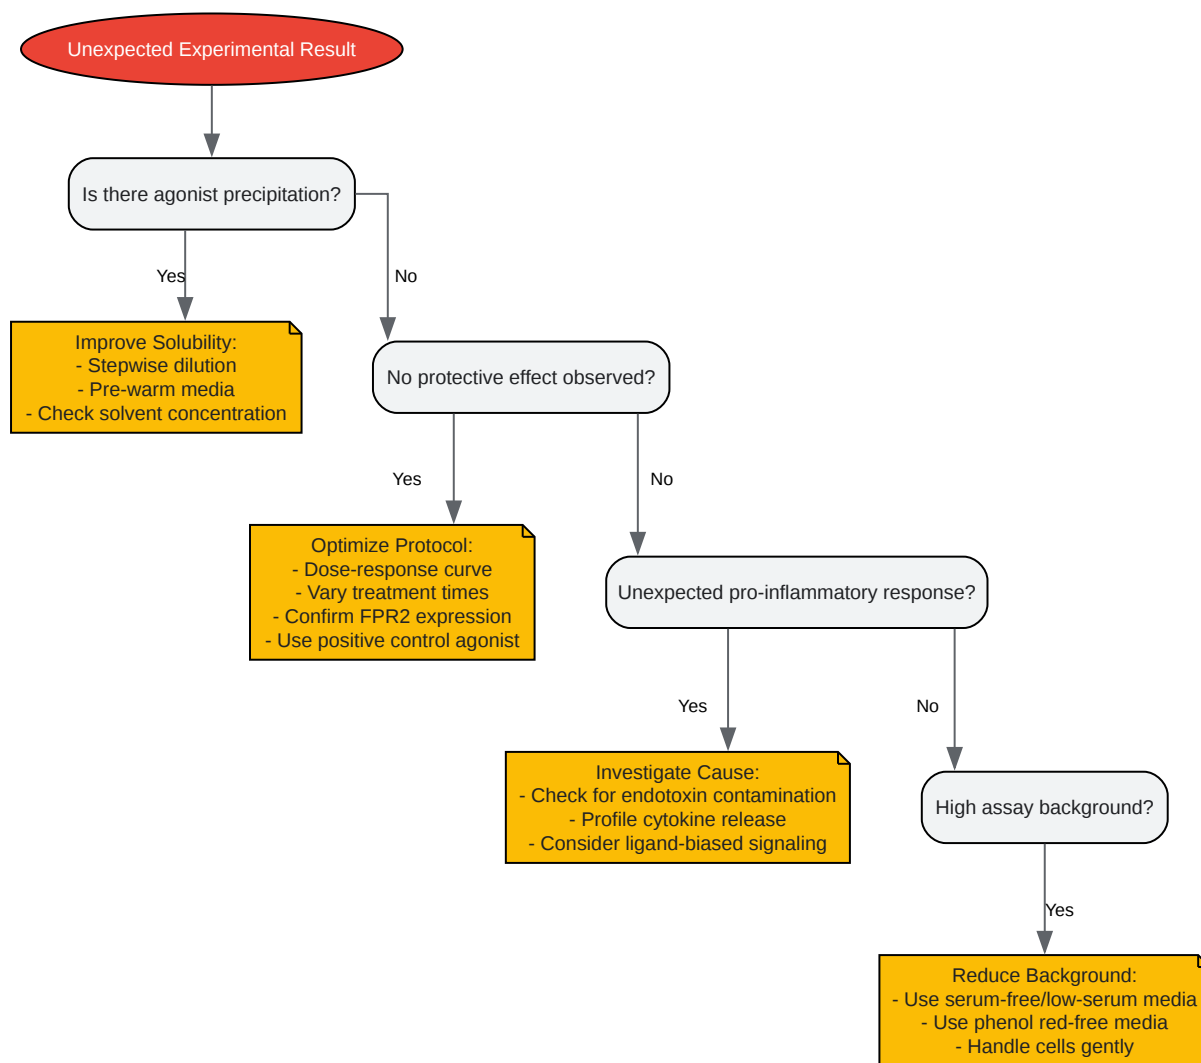 Unexpected Experimental Result
Is there agonist precipitation?
Yes
No
Improve Solubility:
- Stepwise dilution
- Pre-warm media
- Check solvent concentration
No protective effect observed?
Yes
No
Optimize Protocol:
- Dose-response curve
- Vary treatment times
- Confirm FPR2 expression
- Use positive control agonist
Unexpected pro-inflammatory response?
Yes
No
Investigate Cause:
- Check for endotoxin contamination
- Profile cytokine release
- Consider ligand-biased signaling
High assay background?
Yes
Reduce Background:
- Use serum-free/low-serum media
- Use phenol red-free media
- Handle cells gently